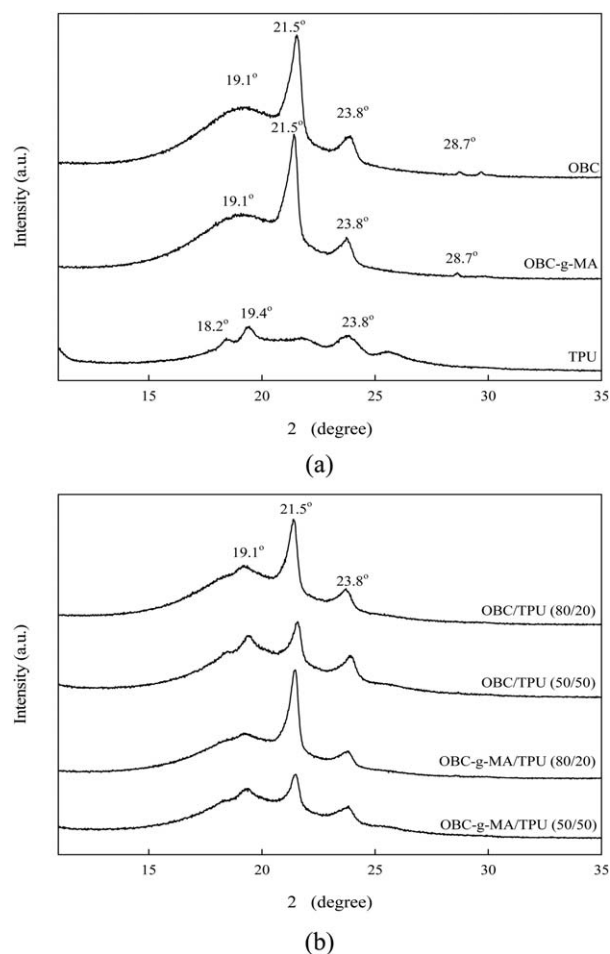 21.5°
19.1°
23.8°
28.7°
OBC
21.5°
19.1°
23.8°
28.7°
OBC-g-MA
18.2°
19.4°
23.8°
TPU
Intensity (a.u.)
15 20 25 30 35
2 (degree)
(a)
21.5°
19.1°
23.8°
OBC/TPU (80/20)
OBC/TPU (50/50)
OBC-g-MA/TPU (80/20)
OBC-g-MA/TPU (50/50)
Intensity (a.u.)
15 20 25 30 35
2 (degree)
(b)